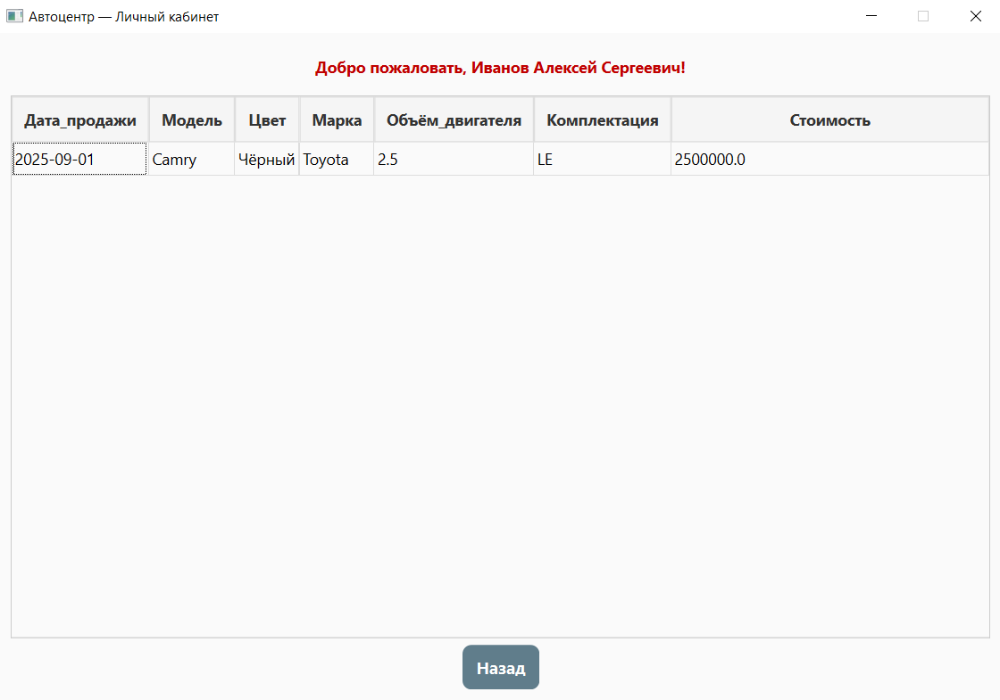 Автоцентр — Личный кабинет
Добро пожаловать, Иванов Алексей Сергеевич!
Дата_продажи Модель Цвет Марка Объём_двигателя Комплектация Стоимость
2025-09-01 Camry Чёрный Toyota 2.5 LE 2500000.0
Назад